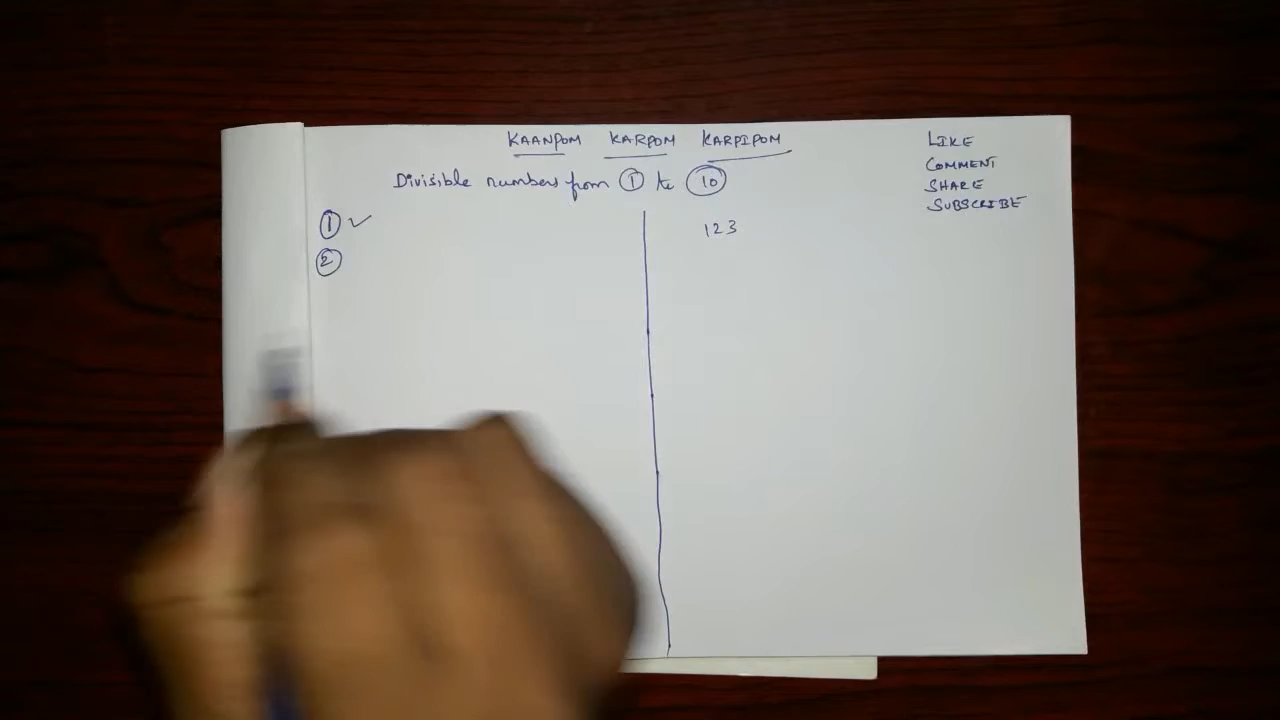 KAANPOM KARPOM KARPIPOM
Divisible numbers from 1 to 10
1 ✓
2
123
LIKE
COMMENT
SHARE
SUBSCRIBE